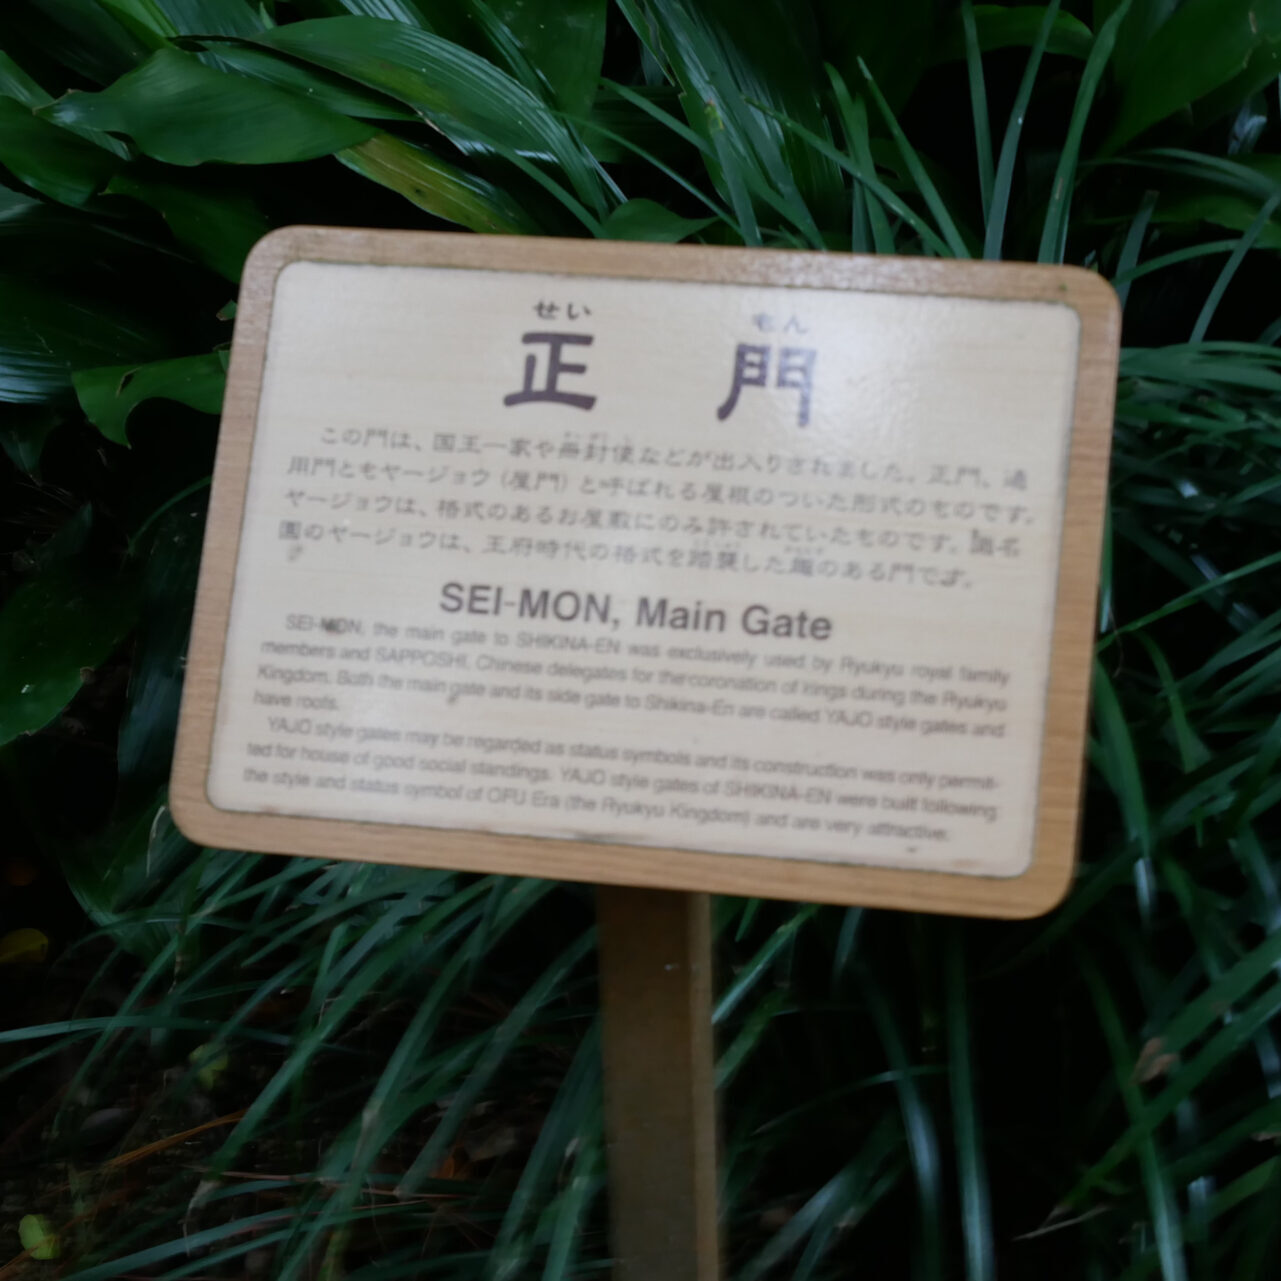 せい もん
正 門
この門は、国王一家や冊封使などが出入りされました。正門、通
用門ともヤージョウ（屋門）と呼ばれる屋根のついた形式のものです。
ヤージョウは、格式のあるお屋敷にのみ許されていたものです。識名
園のヤージョウは、王府時代の格式を踏襲した趣のある門です。
SEI-MON, Main Gate
SEI-MON, the main gate to SHIKINA-EN was exclusively used by Ryukyu royal family
members and SAPPOSHI, Chinese delegates for the coronation of kings during the Ryukyu
Kingdom. Both the main gate and its side gate to Shikina-En are called YAJO style gates and
have roofs.
YAJO style gates may be regarded as status symbols and its construction was only permit-
ted for house of good social standings. YAJO style gates of SHIKINA-EN were built following
the style and status symbol of OFU Era (the Ryukyu Kingdom) and are very attractive.